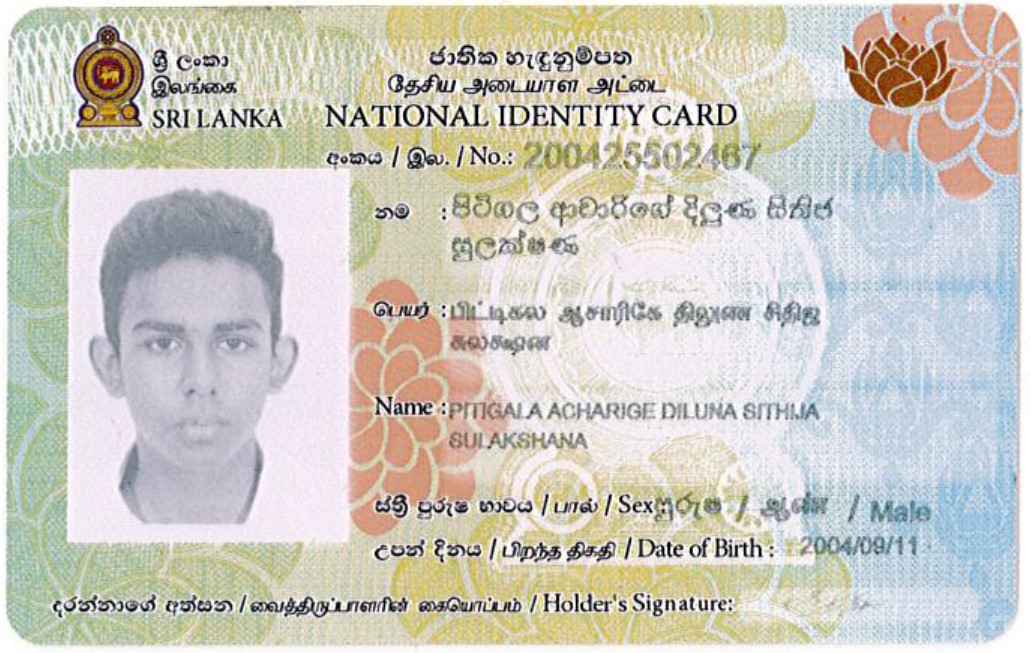 ශ්‍රී ලංකා
இலங்கை
SRI LANKA
ජාතික හැඳුනුම්පත
தேசிய அடையாள அட்டை
NATIONAL IDENTITY CARD
අංකය / இல. / No.: 200425502467
නම : පිටිගල ආචාරිගේ දිලුණ සිතිජ
සුලක්ෂණ
பெயர் : பிட்டிகல ஆசாரிகே திலுண சிதிஜ
சுலக்ஷண
Name : PITIGALA ACHARIGE DILUNA SITHIJA
SULAKSHANA
ස්ත්‍රී පුරුෂ භාවය / பால் / Sex: පුරුෂ / ஆண் / Male
උපන් දිනය / பிறந்த திகதி / Date of Birth : 2004/09/11
දරන්නාගේ අත්සන / வைத்திருப்பாளரின் கையொப்பம் / Holder's Signature: